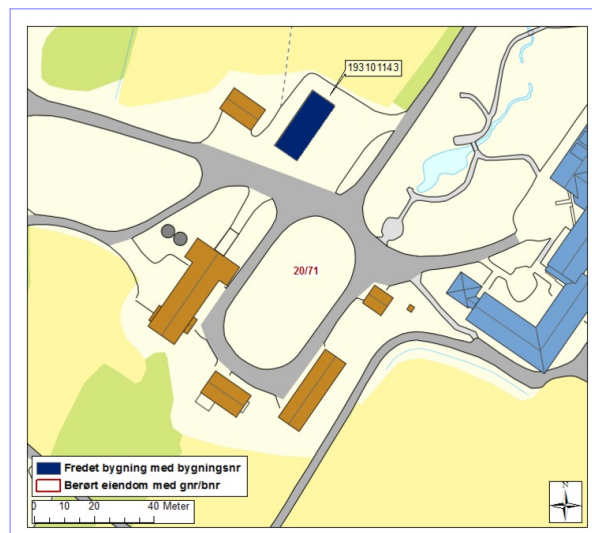 193101143
20/71
Fredet bygning med bygningsnr
Berørt eiendom med gnr/bnr
0 10 20 40 Meter
N